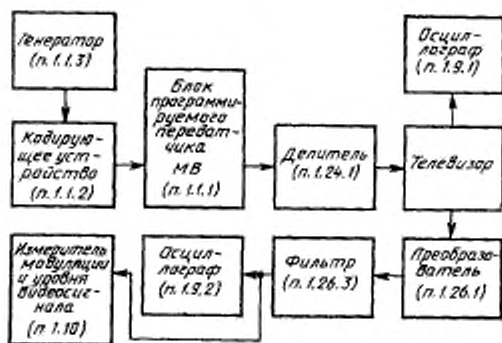 Генератор
(п. 1.1.3)
Кодирую-
щее уст-
ройство
(п. 1.1.2)
Блок
программи-
руемого
передат-
чика
МВ
(п. 1.1.1)
Делитель
(п. 1.24.1)
Осцил-
лограф
(п. 1.9.1)
Телевизор
Преобразо-
ватель
(п. 1.26.1)
Фильтр
(п. 1.26.3)
Осцил-
лограф
(п. 1.9.2)
Измеритель
модуляции
и уровня
видеосиг-
нала
(п. 1.10)